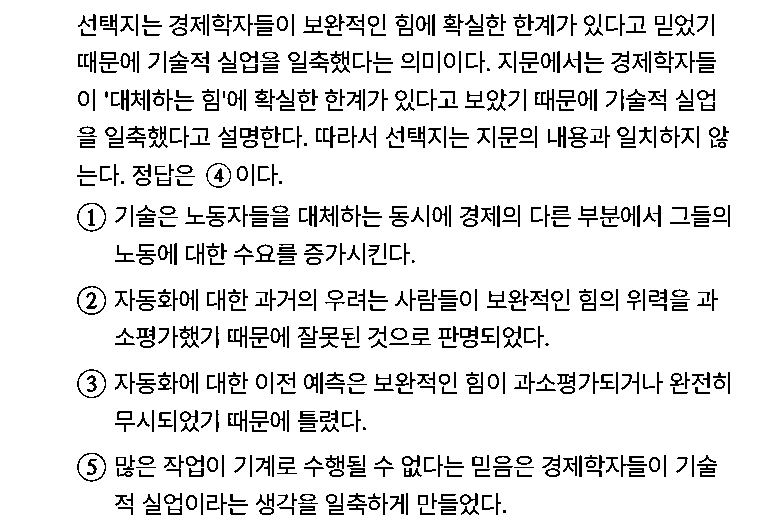 선택지는 경제학자들이 보완적인 힘에 확실한 한계가 있다고 믿었기
때문에 기술적 실업을 일축했다는 의미이다. 지문에서는 경제학자들
이 '대체하는 힘'에 확실한 한계가 있다고 보았기 때문에 기술적 실업
을 일축했다고 설명한다. 따라서 선택지는 지문의 내용과 일치하지 않
는다. 정답은 ④이다.
① 기술은 노동자들을 대체하는 동시에 경제의 다른 부분에서 그들의
노동에 대한 수요를 증가시킨다.
② 자동화에 대한 과거의 우려는 사람들이 보완적인 힘의 위력을 과
소평가했기 때문에 잘못된 것으로 판명되었다.
③ 자동화에 대한 이전 예측은 보완적인 힘이 과소평가되거나 완전히
무시되었기 때문에 틀렸다.
⑤ 많은 작업이 기계로 수행될 수 없다는 믿음은 경제학자들이 기술
적 실업이라는 생각을 일축하게 만들었다.